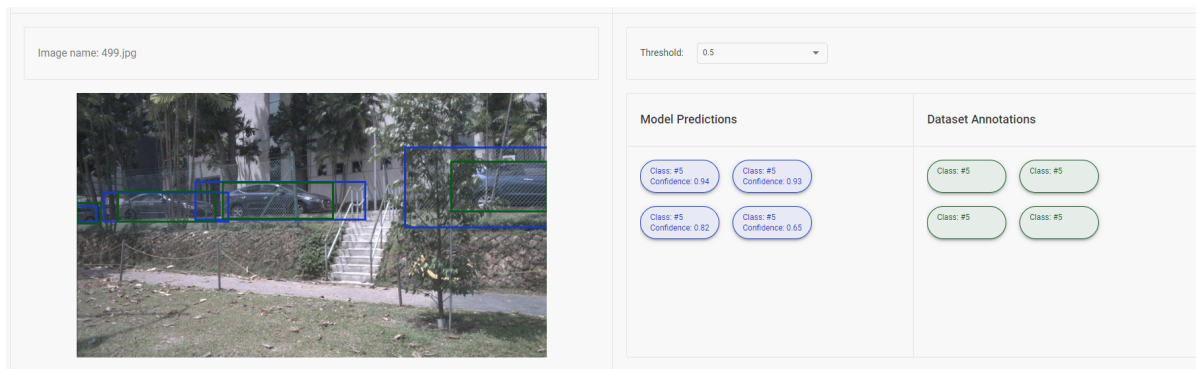 Image name: 499.jpg
Threshold: 0.5
Model Predictions
Dataset Annotations
Class: #5
Confidence: 0.94
Class: #5
Confidence: 0.93
Class: #5
Confidence: 0.82
Class: #5
Confidence: 0.65
Class: #5
Class: #5
Class: #5
Class: #5